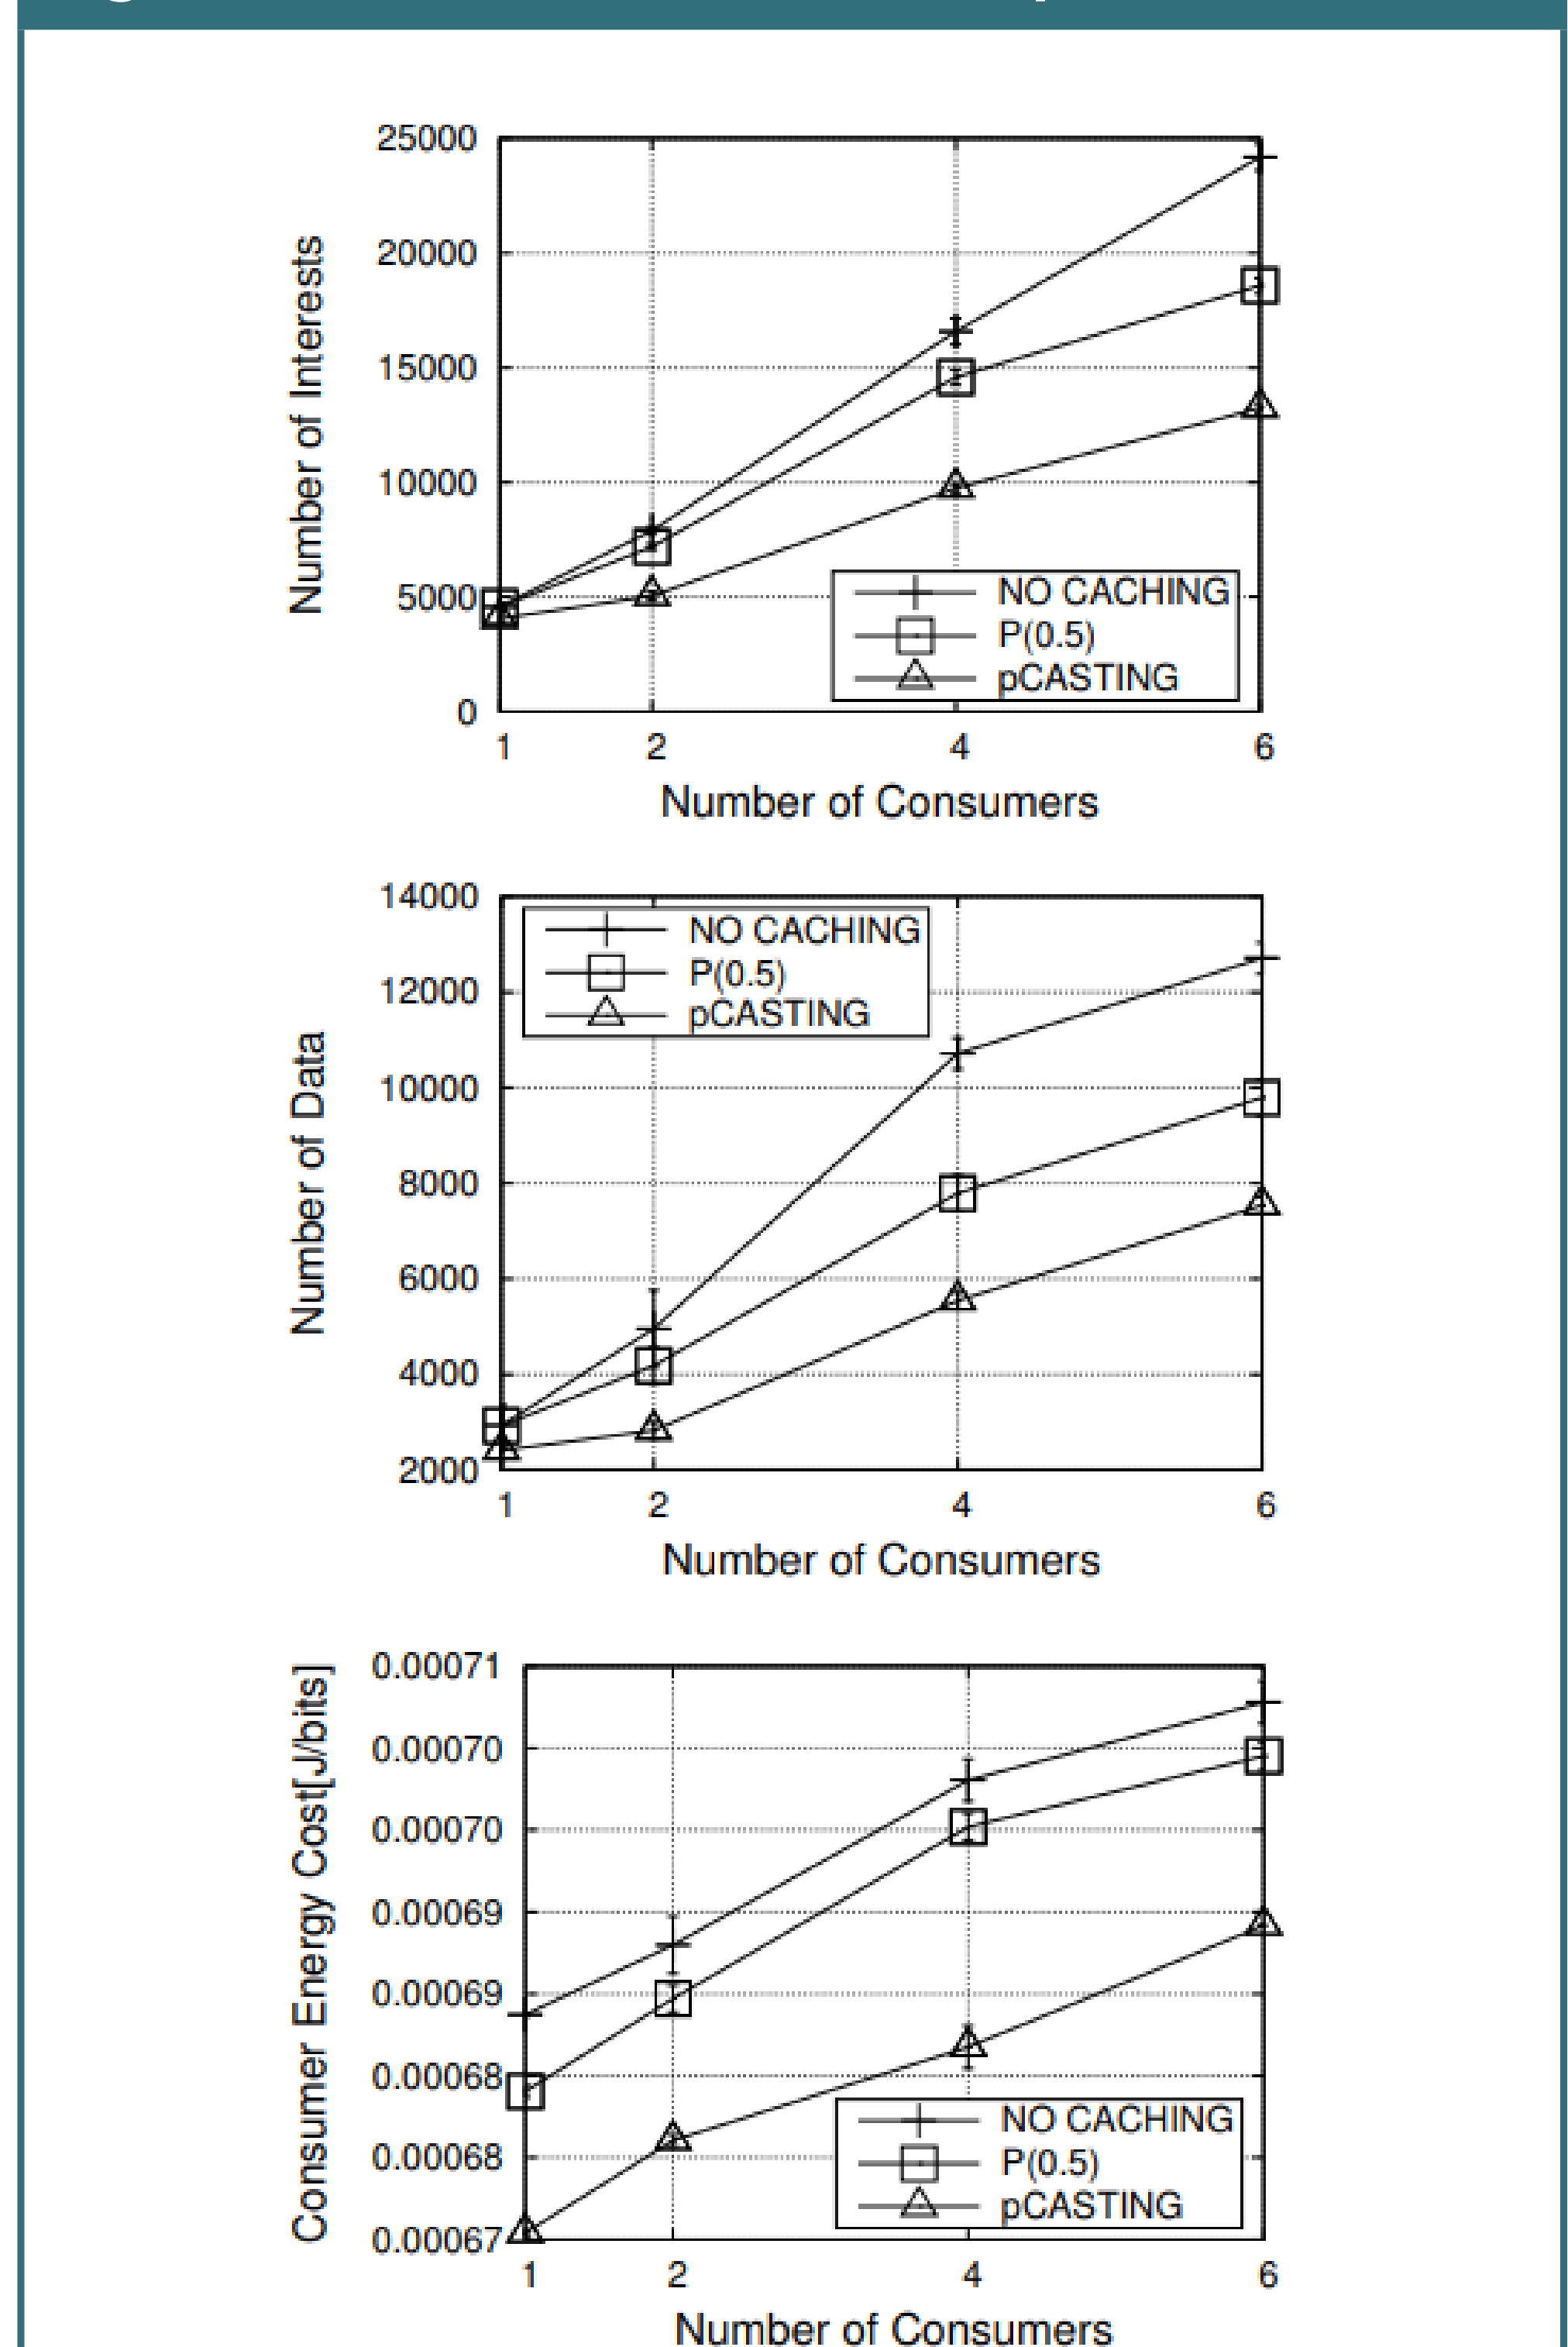 25000
20000
15000
10000
5000
0
Number of Interests
NO CACHING
P(0.5)
pCASTING
1 2 4 6
Number of Consumers
14000
12000
10000
8000
6000
4000
2000
Number of Data
NO CACHING
P(0.5)
pCASTING
1 2 4 6
Number of Consumers
0.00071
0.00070
0.00070
0.00069
0.00069
0.00068
0.00068
0.00067
Consumer Energy Cost[J/bits]
NO CACHING
P(0.5)
pCASTING
1 2 4 6
Number of Consumers